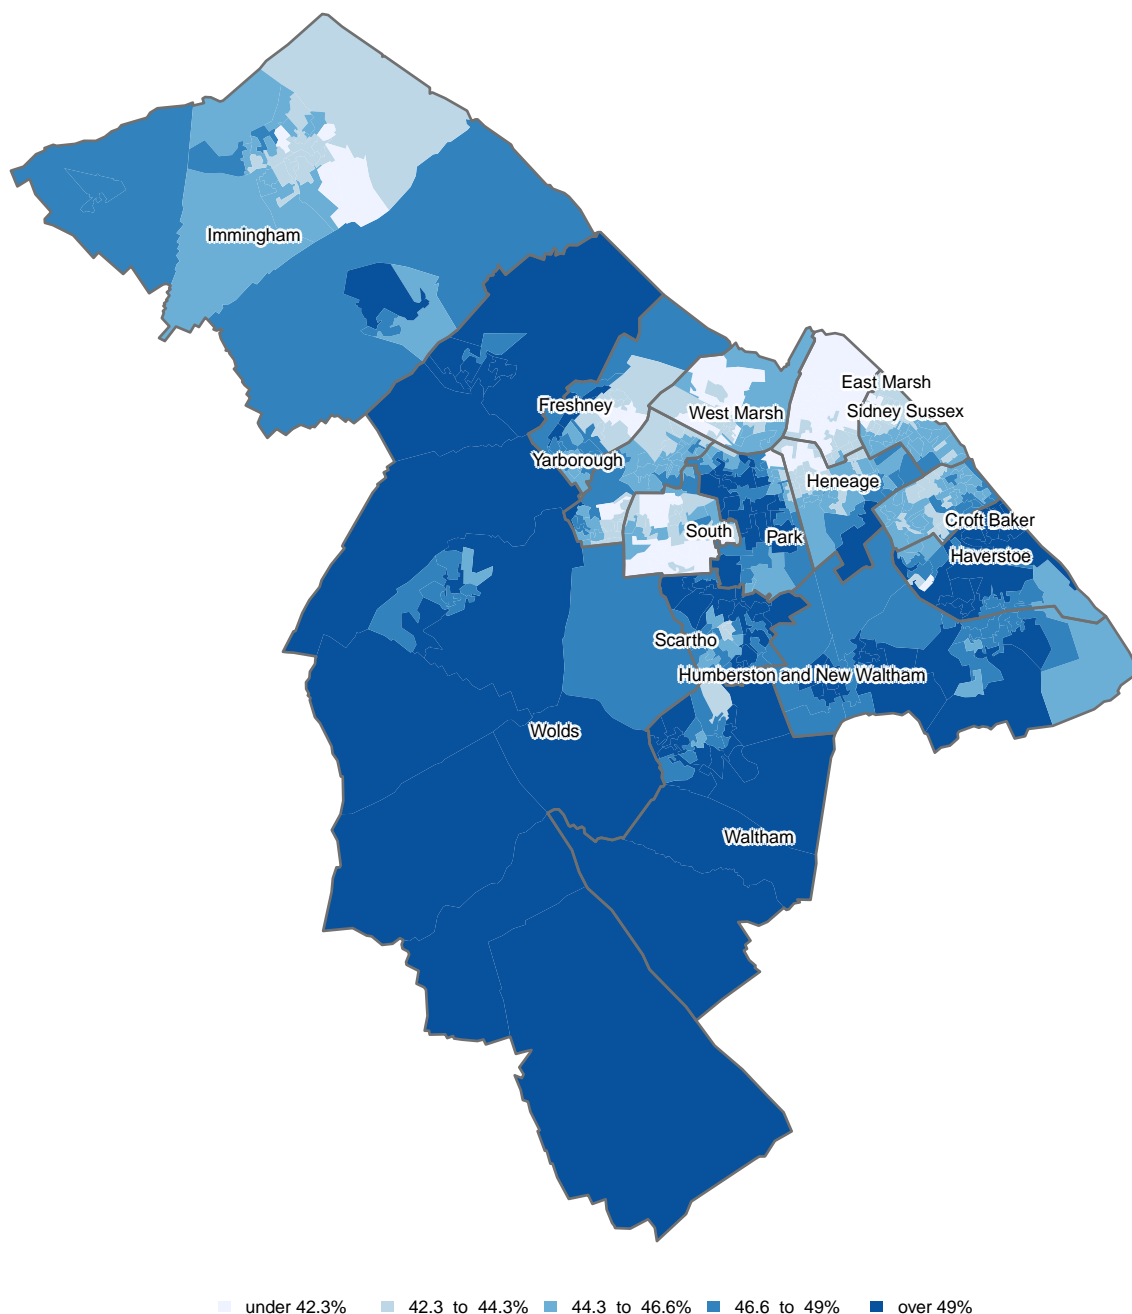 Immingham
East Marsh
Freshney
West Marsh
Sidney Sussex
Yarborough
Heneage
South
Park
Croft Baker
Haverstoe
Scartho
Humberston and New Waltham
Wolds
Waltham
under 42.3% 42.3 to 44.3% 44.3 to 46.6% 46.6 to 49% over 49%